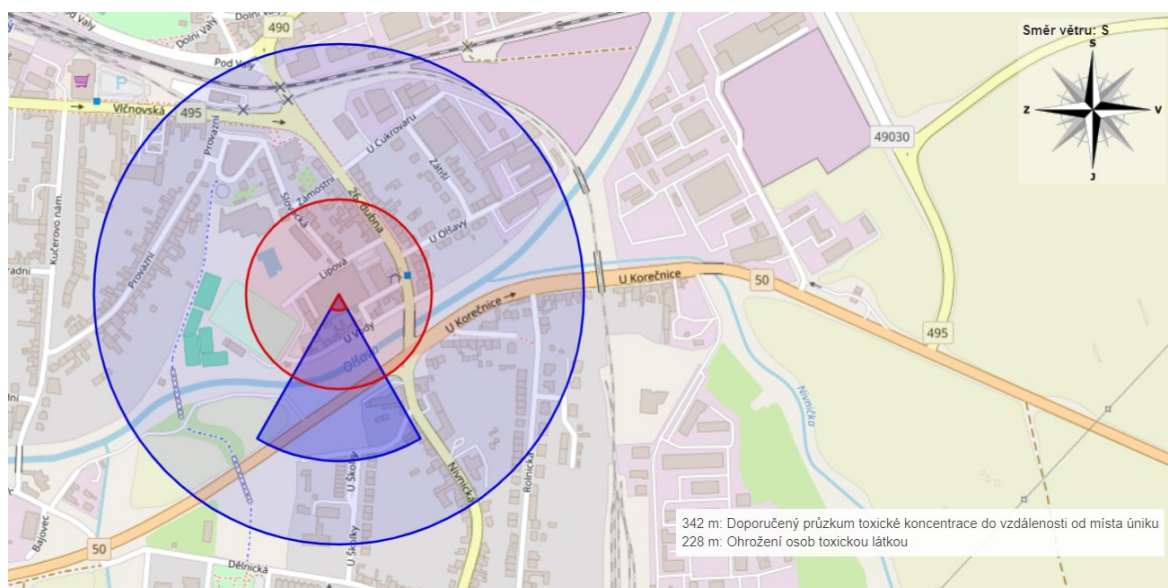 Dolní Valy
Dolní Valy
490
Pod Valy
Směr větru: S
S
Z
V
J
P
Vlčnovská
495
Provazní
U Cukrovaru
Zátiší
49030
Kučerovo nám.
Zámostní
Slovácká
26. dubna
U Olšavy
Provazní
Lipová
U Korečnice
50
U Korečnice
495
U Vody
Olšava
Nivnička
U Školky
U Školky
Nivnická
Rolnická
Bajovec
50
Dělnická
342 m: Doporučený průzkum toxické koncentrace do vzdálenosti od místa úniku
228 m: Ohrožení osob toxickou látkou